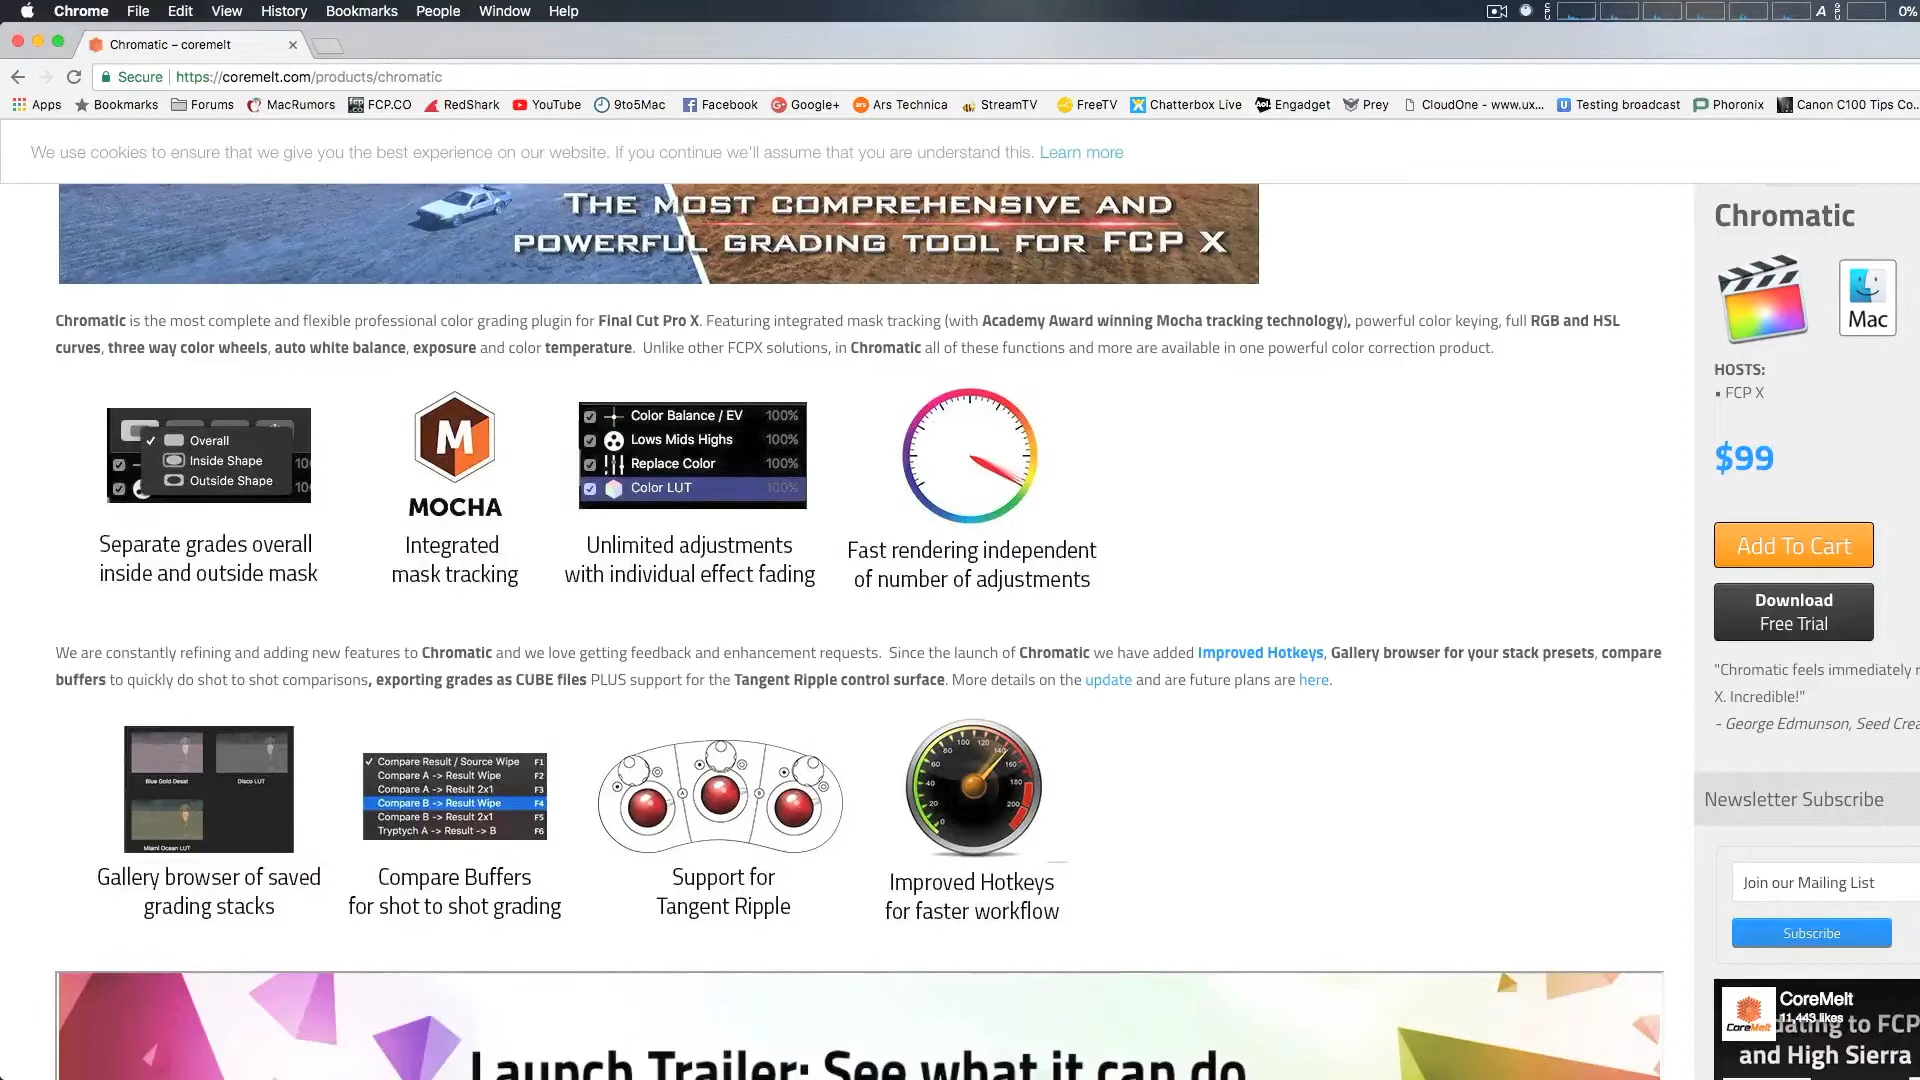 Chrome File Edit View History Bookmarks People Window Help
0%
Chromatic – coremelt
Secure https://coremelt.com/products/chromatic
Apps Bookmarks Forums MacRumors FCP.CO RedShark YouTube 9to5Mac Facebook Google+ Ars Technica StreamTV FreeTV Chatterbox Live Engadget Prey CloudOne - www.ux... Testing broadcast Phoronix Canon C100 Tips Co...
We use cookies to ensure that we give you the best experience on our website. If you continue we'll assume that you are understand this. Learn more
THE MOST COMPREHENSIVE AND
POWERFUL GRADING TOOL FOR FCP X
Chromatic is the most complete and flexible professional color grading plugin for Final Cut Pro X. Featuring integrated mask tracking (with Academy Award winning Mocha tracking technology), powerful color keying, full RGB and HSL
curves, three way color wheels, auto white balance, exposure and color temperature. Unlike other FCPX solutions, in Chromatic all of these functions and more are available in one powerful color correction product.
Overall
Inside Shape
Outside Shape
Separate grades overall
inside and outside mask
M
MOCHA
Integrated
mask tracking
Color Balance / EV 100%
Lows Mids Highs 100%
Replace Color 100%
Color LUT 100%
Unlimited adjustments
with individual effect fading
Fast rendering independent
of number of adjustments
We are constantly refining and adding new features to Chromatic and we love getting feedback and enhancement requests. Since the launch of Chromatic we have added Improved Hotkeys, Gallery browser for your stack presets, compare
buffers to quickly do shot to shot comparisons, exporting grades as CUBE files PLUS support for the Tangent Ripple control surface. More details on the update and are future plans are here.
Blue Gold Desat
Disco LUT
Miami Ocean LUT
Gallery browser of saved
grading stacks
Compare Result / Source Wipe F1
Compare A -> Result Wipe F2
Compare A -> Result 2x1 F3
Compare B -> Result Wipe F4
Compare B -> Result 2x1 F5
Tryptych A -> Result -> B F6
Compare Buffers
for shot to shot grading
A
B
Support for
Tangent Ripple
0 20 40 60 80 100 120 140 160 180 200
Improved Hotkeys
for faster workflow
Launch Trailer: See what it can do
Chromatic
Mac
HOSTS:
▪ FCP X
$99
Add To Cart
Download
Free Trial
"Chromatic feels immediately
X. Incredible!"
- George Edmunson, Seed Crea
Newsletter Subscribe
Join our Mailing List
Subscribe
CoreMelt
CoreMelt
11,443 likes
dating to FCP
and High Sierra